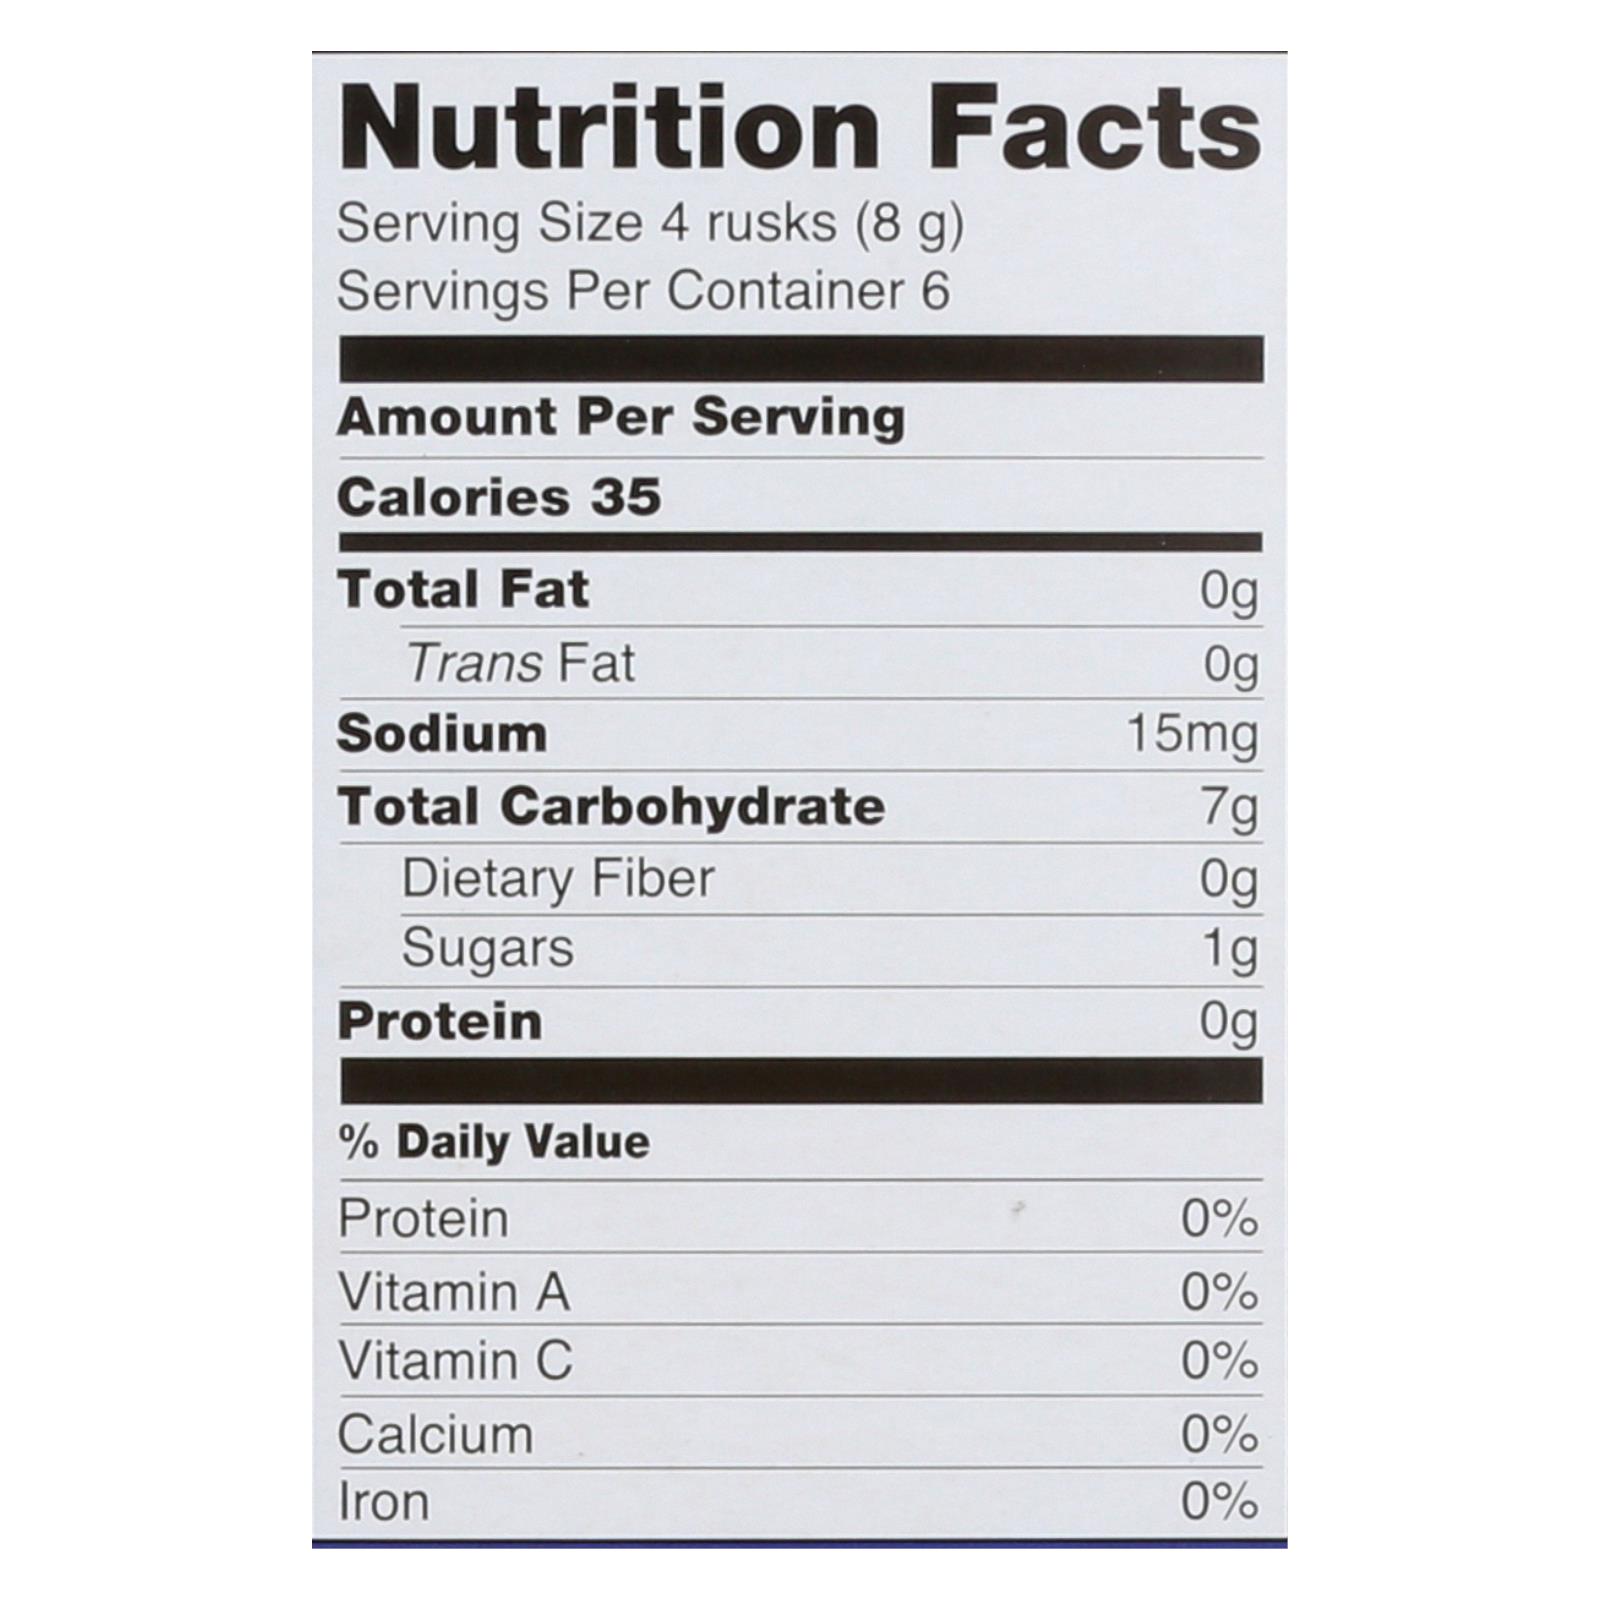 Nutrition Facts
Serving Size 4 rusks (8 g)
Servings Per Container 6
Amount Per Serving
Calories 35
Total Fat 0g
Trans Fat 0g
Sodium 15mg
Total Carbohydrate 7g
Dietary Fiber 0g
Sugars 1g
Protein 0g
% Daily Value
Protein 0%
Vitamin A 0%
Vitamin C 0%
Calcium 0%
Iron 0%